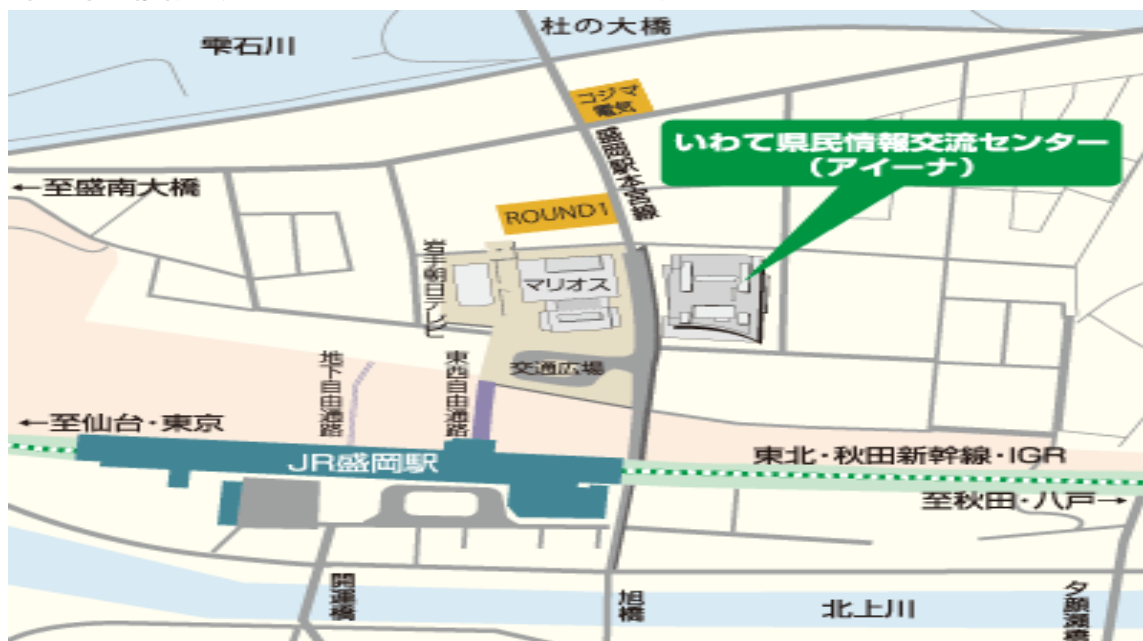 雫石川
杜の大橋
コジマ
電気
いわて県民情報交流センター
(アイーナ)
←至盛南大橋
盛岡駅本宮線
ROUND1
岩手朝日テレビ
マリオス
交通広場
地下自由通路
東西自由通路
←至仙台・東京
JR盛岡駅
東北・秋田新幹線・IGR
至秋田・八戸→
開運橋
旭橋
北上川
夕顔瀬橋